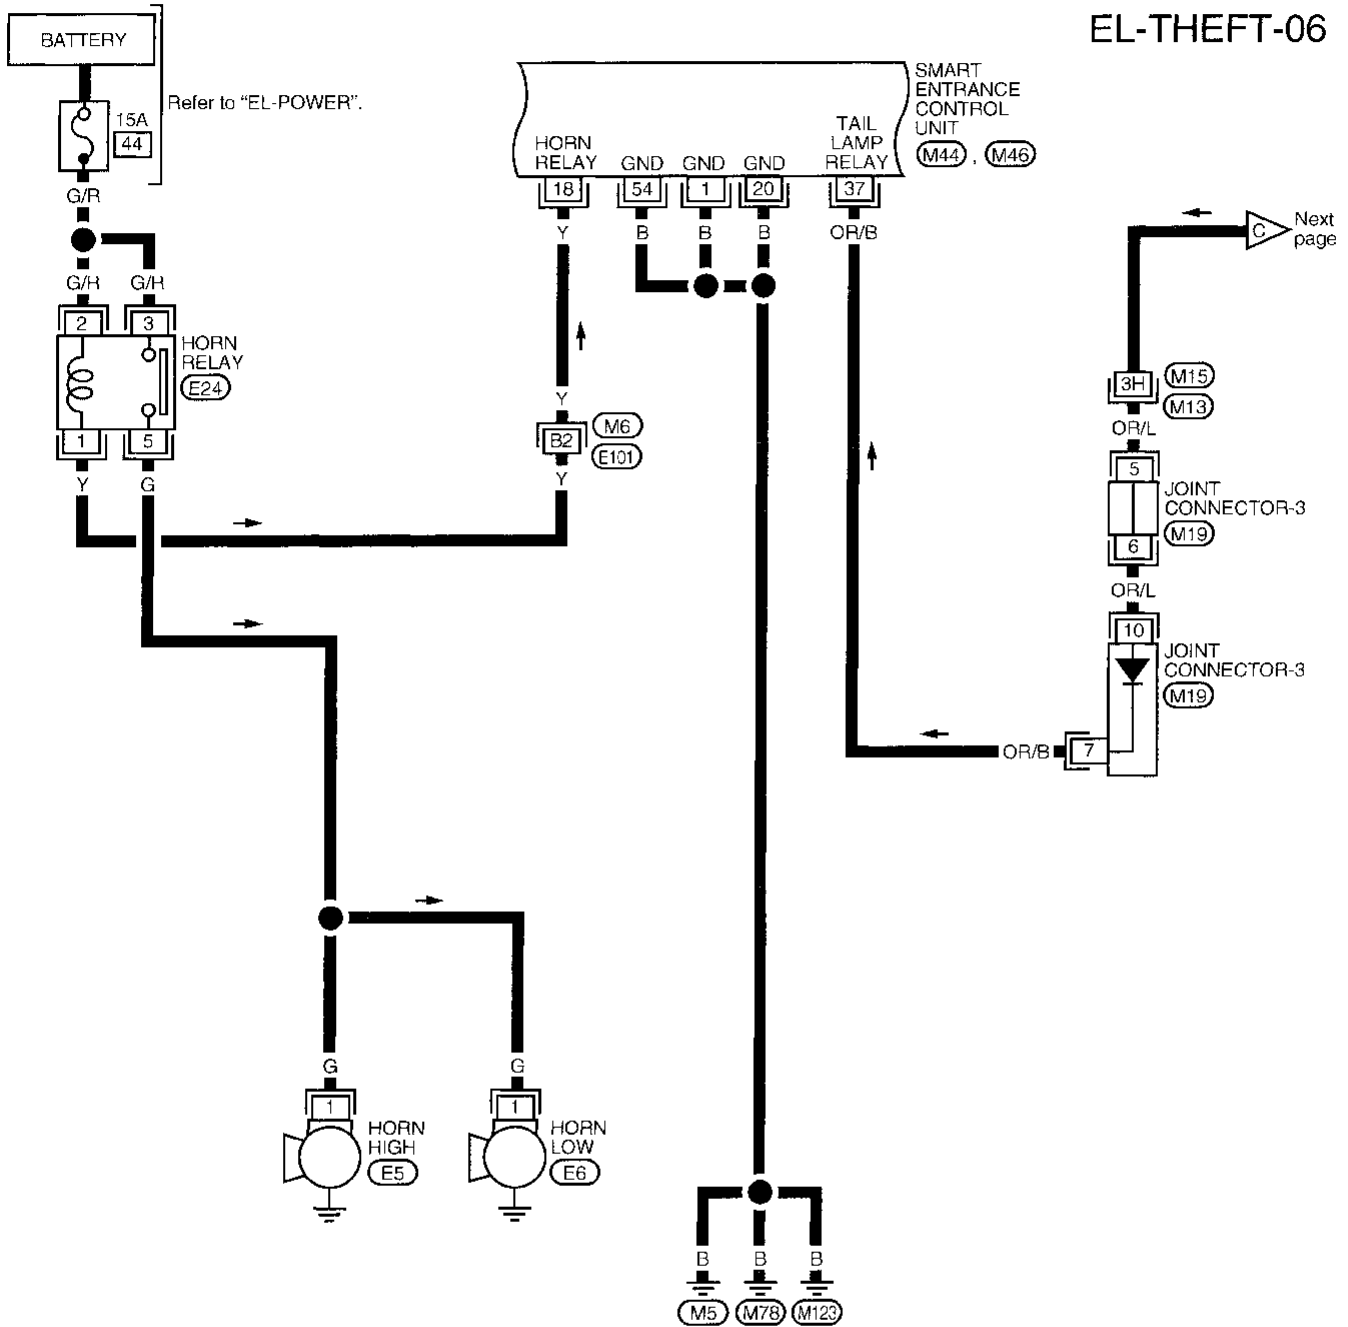 EL-THEFT-06
BATTERY
Refer to “EL-POWER”.
15A
44
G/R
G/R
G/R
2
3
HORN
RELAY
E24
1
5
Y
G
SMART
ENTRANCE
CONTROL
UNIT
M44 , M46
HORN
RELAY
GND
GND
GND
TAIL
LAMP
RELAY
18
54
1
20
37
Y
B
B
B
OR/B
Y
B2
M6
E101
Y
C
Next
page
3H
M15
M13
OR/L
5
JOINT
CONNECTOR-3
M19
6
OR/L
10
JOINT
CONNECTOR-3
M19
OR/B
7
G
G
1
1
HORN
HIGH
E5
HORN
LOW
E6
B
B
B
M5
M78
M123